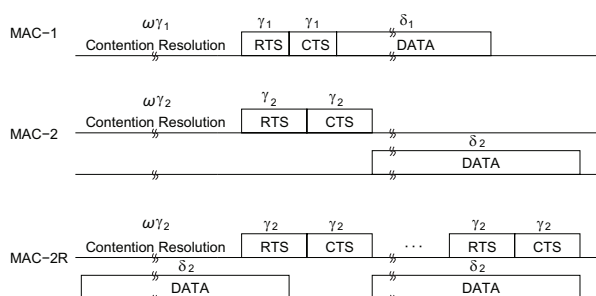 ωγ1 γ1 γ1 δ1
MAC−1 Contention Resolution RTS CTS DATA
ωγ2 γ2 γ2
MAC−2 Contention Resolution RTS CTS
δ2
DATA
ωγ2 γ2 γ2 γ2 γ2
MAC−2R Contention Resolution RTS CTS ··· RTS CTS
δ2 δ2
DATA DATA